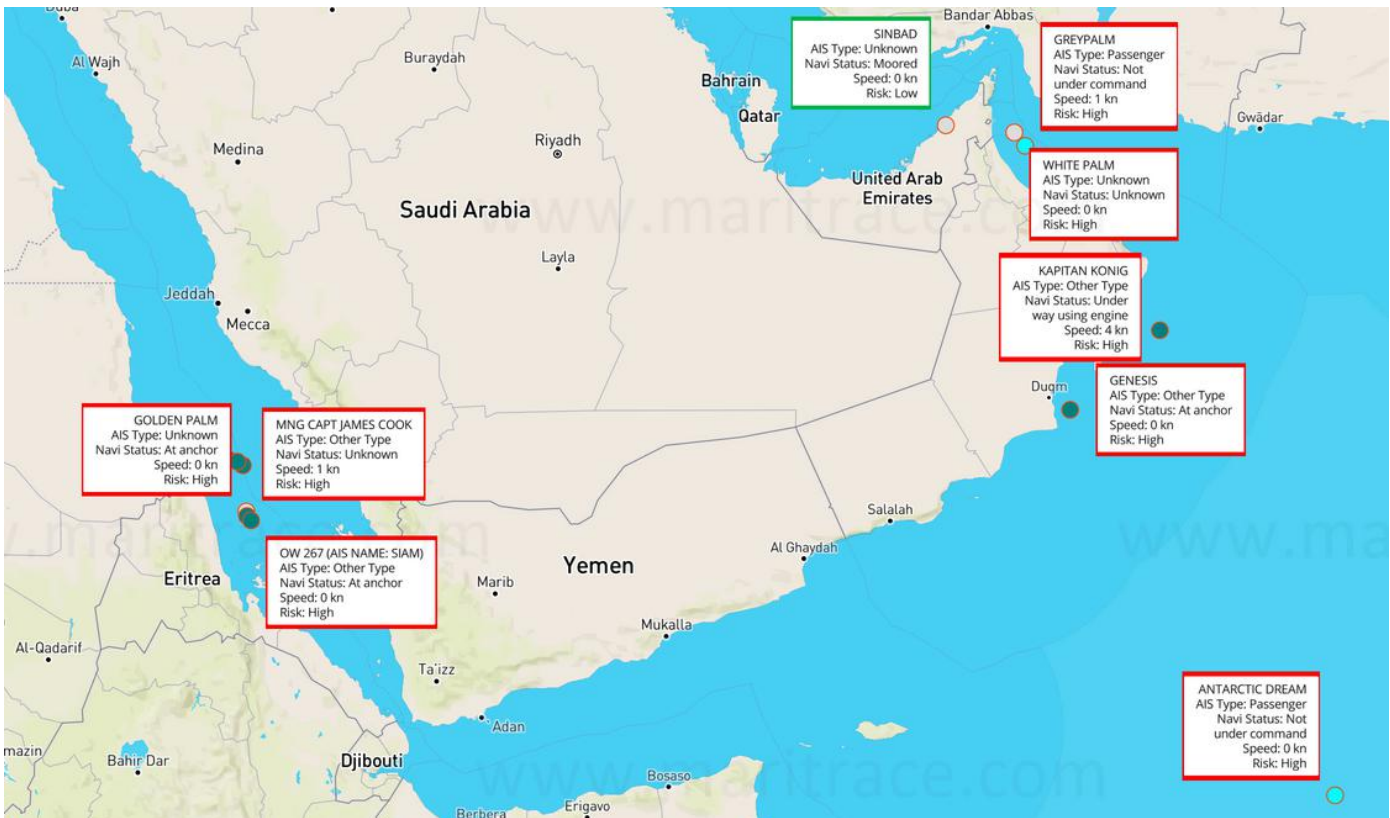 Duba
Al Wajh
Buraydah
Medina
Riyadh
Saudi Arabia
Layla
Jeddah
Mecca
Bahrain
Qatar
Bandar Abbas
Gwādar
United Arab
Emirates
www.maritrace.com
SINBAD
AIS Type: Unknown
Navi Status: Moored
Speed: 0 kn
Risk: Low
GREYPALM
AIS Type: Passenger
Navi Status: Not
under command
Speed: 1 kn
Risk: High
WHITE PALM
AIS Type: Unknown
Navi Status: Unknown
Speed: 0 kn
Risk: High
KAPITAN KONIG
AIS Type: Other Type
Navi Status: Under
way using engine
Speed: 4 kn
Risk: High
Duqm
GENESIS
AIS Type: Other Type
Navi Status: At anchor
Speed: 0 kn
Risk: High
GOLDEN PALM
AIS Type: Unknown
Navi Status: At anchor
Speed: 0 kn
Risk: High
MNG CAPT JAMES COOK
AIS Type: Other Type
Navi Status: Unknown
Speed: 1 kn
Risk: High
OW 267 (AIS NAME: SIAM)
AIS Type: Other Type
Navi Status: At anchor
Speed: 0 kn
Risk: High
w.maritrace.com
www.ma
Salalah
Al Ghaydah
Yemen
Eritrea
Marib
Mukalla
Al-Qadarif
Ta'izz
Adan
ANTARCTIC DREAM
AIS Type: Passenger
Navi Status: Not
under command
Speed: 0 kn
Risk: High
mazin
Bahir Dar
Djibouti
www.maritrace.com
Bosaso
Berbera
Erigavo